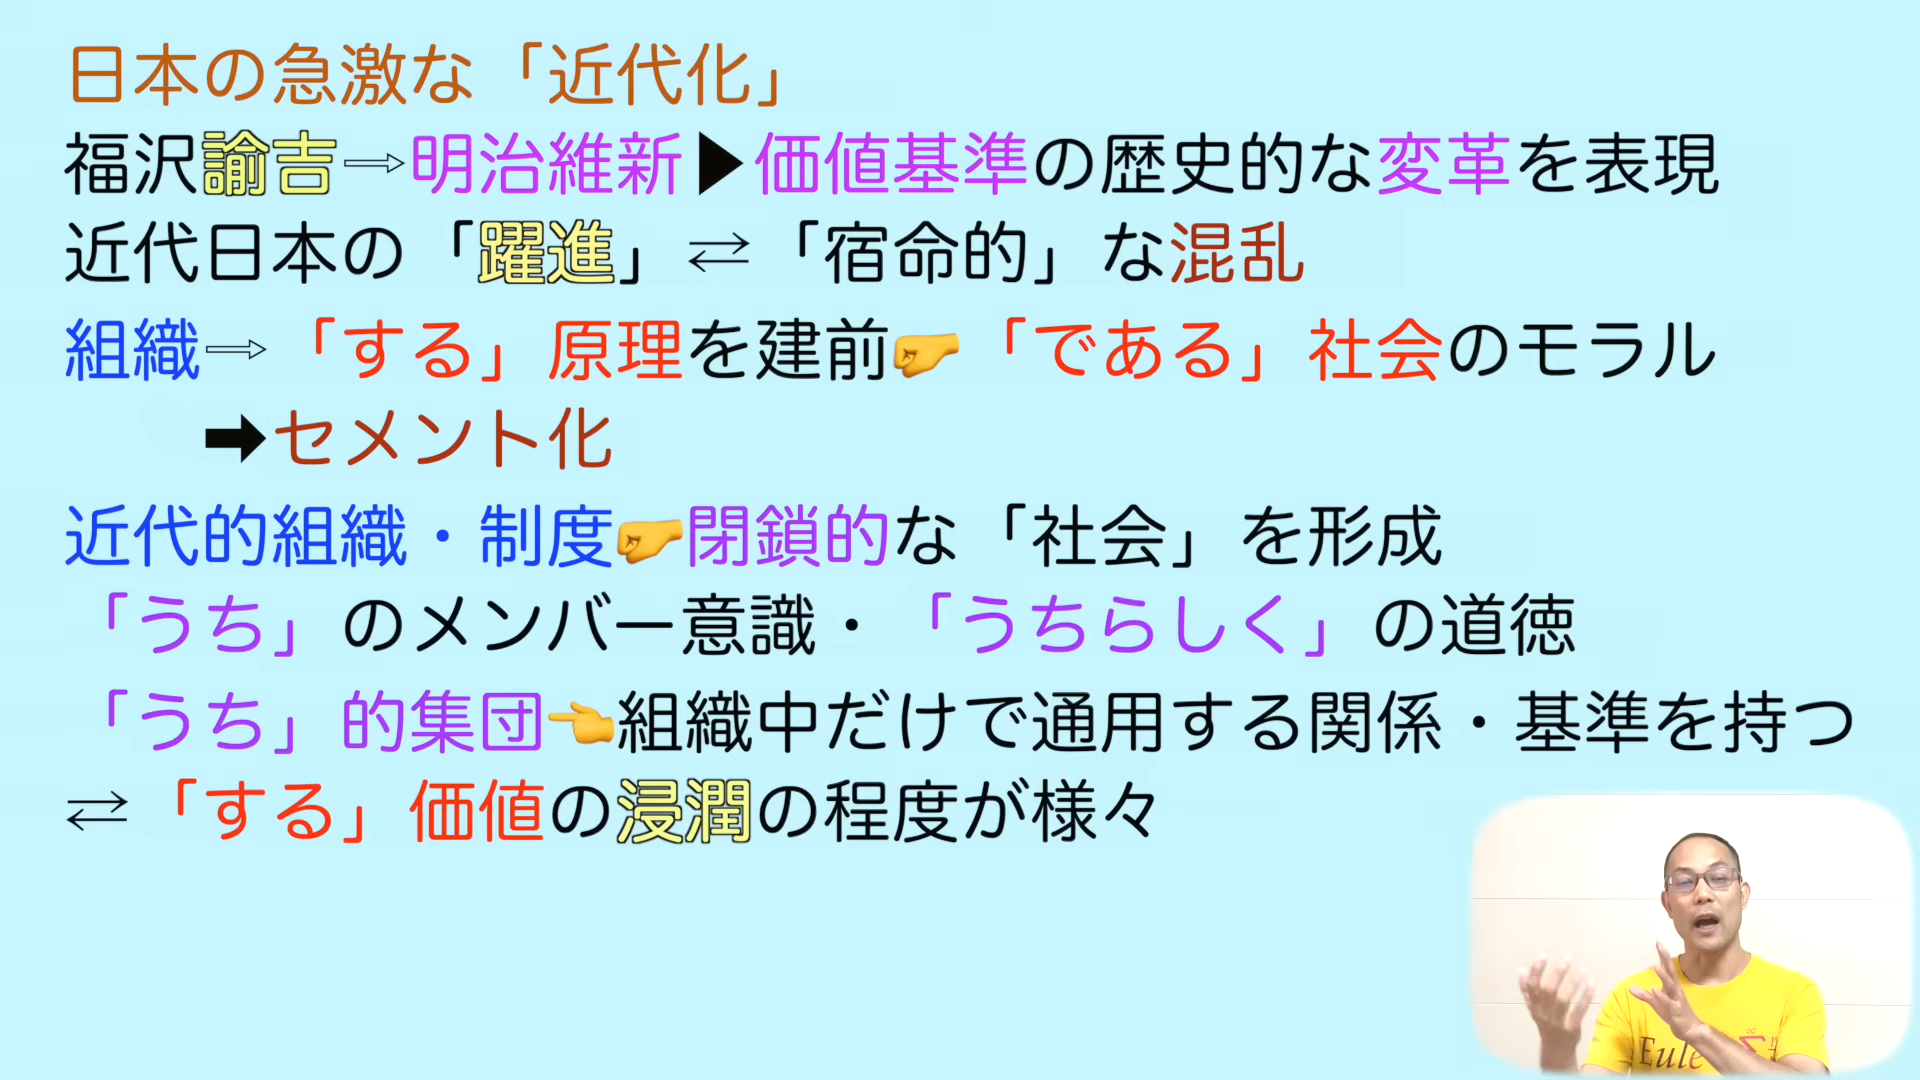 日本の急激な「近代化」
福沢諭吉⇨明治維新▶価値基準の歴史的な変革を表現
近代日本の「躍進」⇄「宿命的」な混乱
組織⇨「する」原理を建前🤛「である」社会のモラル
➡セメント化
近代的組織・制度🤛閉鎖的な「社会」を形成
「うち」のメンバー意識・「うちらしく」の道徳
「うち」的集団👈組織中だけで通用する関係・基準を持つ
⇄「する」価値の浸潤の程度が様々